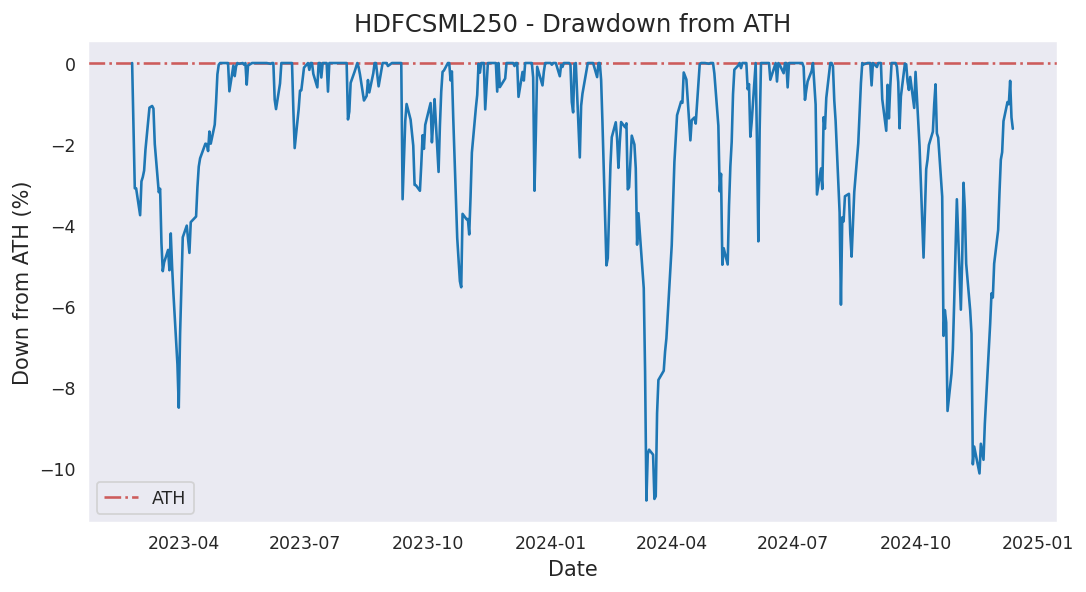 HDFCSML250 - Drawdown from ATH
Down from ATH (%)
0
−2
−4
−6
−8
−10
ATH
2023-04 2023-07 2023-10 2024-01 2024-04 2024-07 2024-10 2025-01
Date